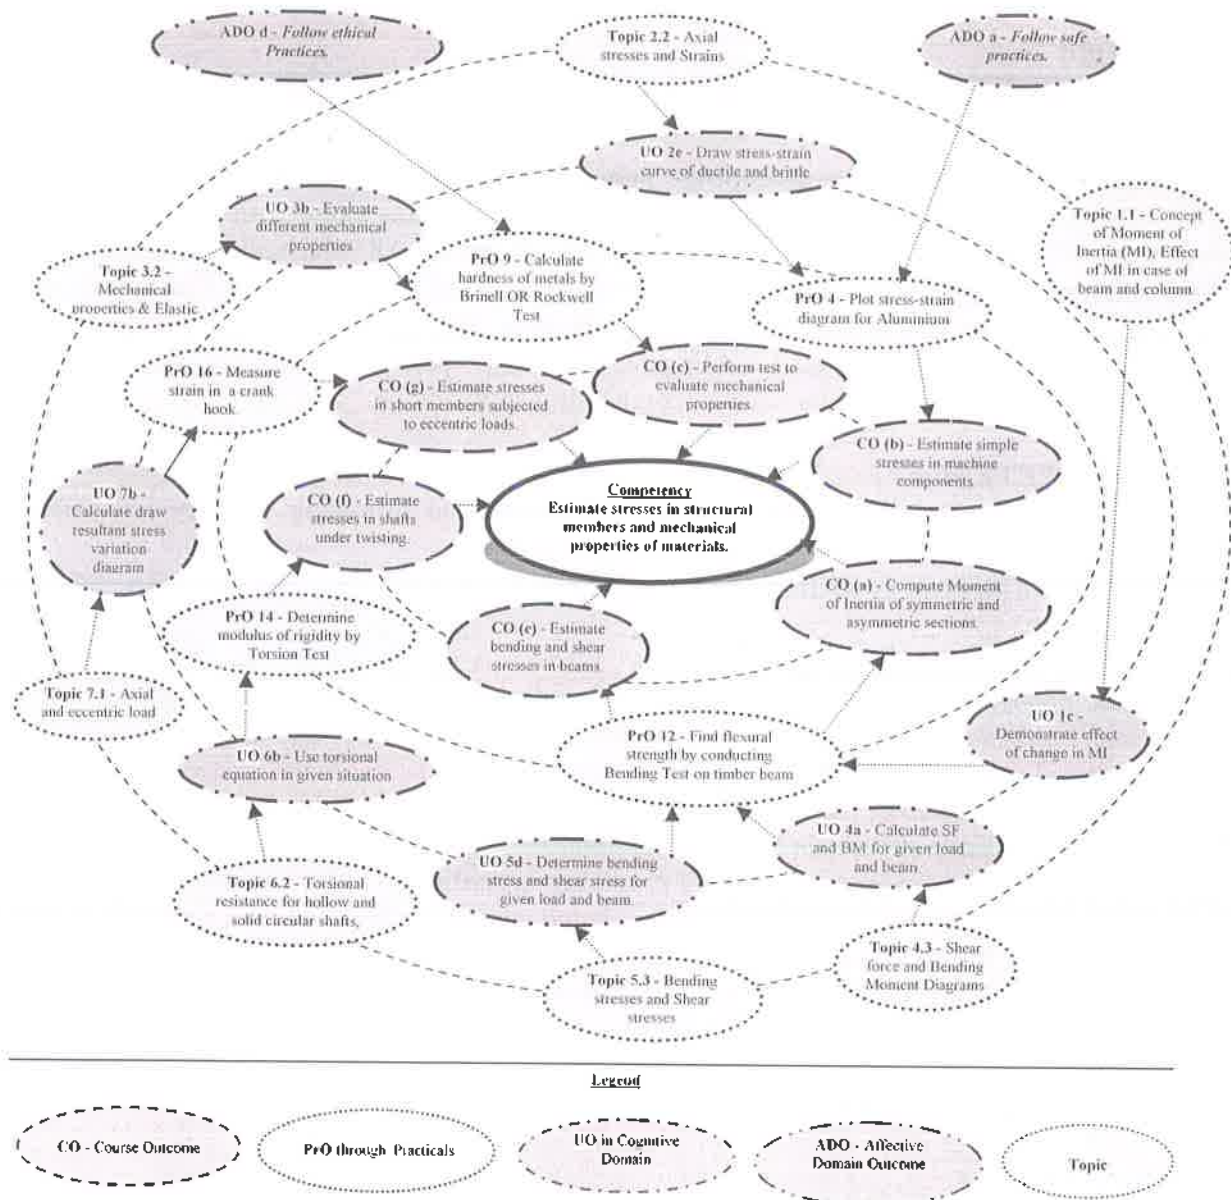 ADO d - Follow ethical
Practices.
Topic 2.2 - Axial
stresses and Strains
ADO a - Follow safe
practices.
UO 2e - Draw stress-strain
curve of ductile and brittle
UO 3b - Evaluate
different mechanical
properties
Topic 1.1 - Concept
of Moment of
Inertia (MI), Effect
of MI in case of
beam and column.
Topic 3.2 -
Mechanical
properties & Elastic
PrO 9 - Calculate
hardness of metals by
Brinell OR Rockwell
Test
PrO 4 - Plot stress-strain
diagram for Aluminium
PrO 16 - Measure
strain in a crank
hook.
CO (g) - Estimate stresses
in short members subjected
to eccentric loads.
CO (c) - Perform test to
evaluate mechanical
properties.
CO (b) - Estimate simple
stresses in machine
components
UO 7b -
Calculate draw
resultant stress
variation
diagram
CO (f) - Estimate
stresses in shafts
under twisting.
Competency
Estimate stresses in structural
members and mechanical
properties of materials.
CO (a) - Compute Moment
of Inertia of symmetric and
asymmetric sections.
PrO 14 - Determine
modulus of rigidity by
Torsion Test
CO (e) - Estimate
bending and shear
stresses in beams.
Topic 7.1 - Axial
and eccentric load
UO 1c -
Demonstrate effect
of change in MI
UO 6b - Use torsional
equation in given situation
PrO 12 - Find flexural
strength by conducting
Bending Test on timber beam
UO 4a - Calculate SF
and BM for given load
and beam.
UO 5d - Determine bending
stress and shear stress for
given load and beam.
Topic 6.2 - Torsional
resistance for hollow and
solid circular shafts,
Topic 4.3 - Shear
force and Bending
Moment Diagrams
Topic 5.3 - Bending
stresses and Shear
stresses
Legend
CO - Course Outcome
PrO through Practicals
UO in Cognitive
Domain
ADO - Affective
Domain Outcome
Topic